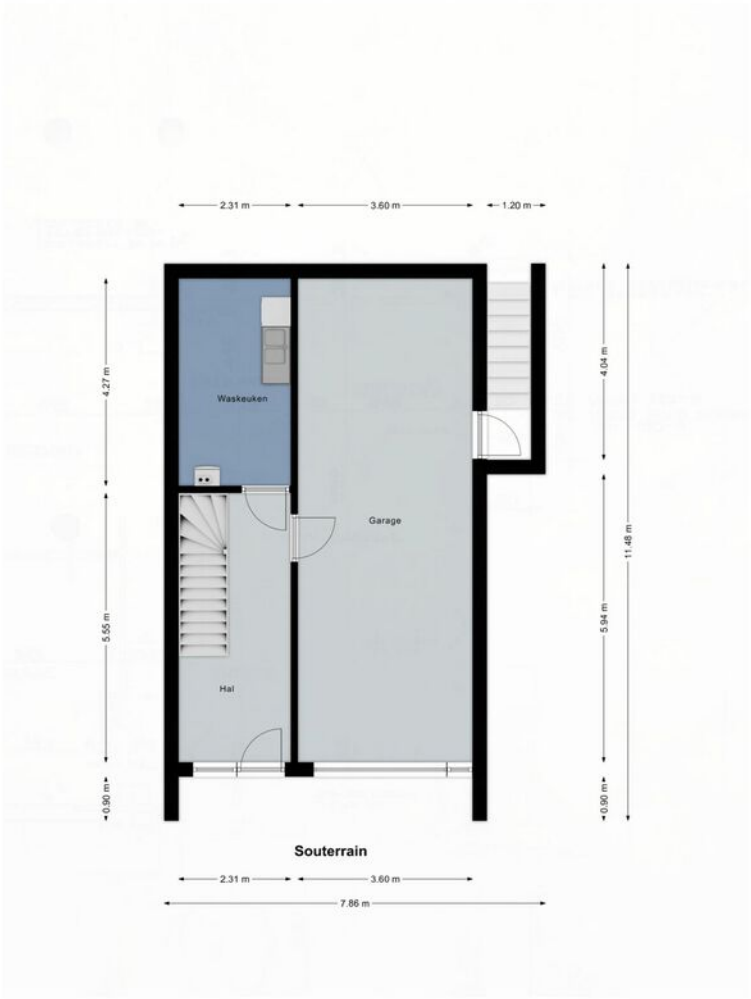 2.31 m
3.60 m
1.20 m
4.27 m
4.04 m
Waskeuken
Garage
11.48 m
5.55 m
5.94 m
Hal
0.90 m
0.90 m
Souterrain
2.31 m
3.60 m
7.86 m